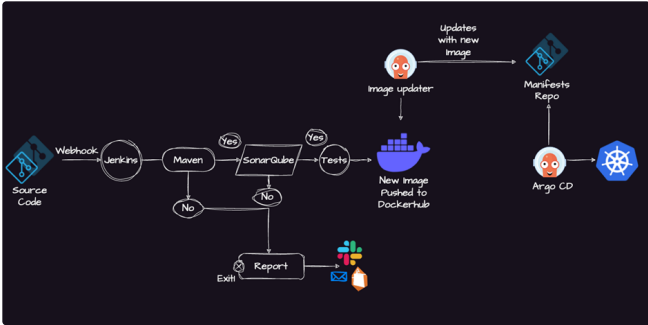 Updates
with new
Image
Image updater
Manifests
Repo
Webhook
Jenkins
Maven
Yes
SonarQube
Yes
Tests
Source
Code
New Image
Pushed to
Dockerhub
Argo CD
No
No
Report
Exit!